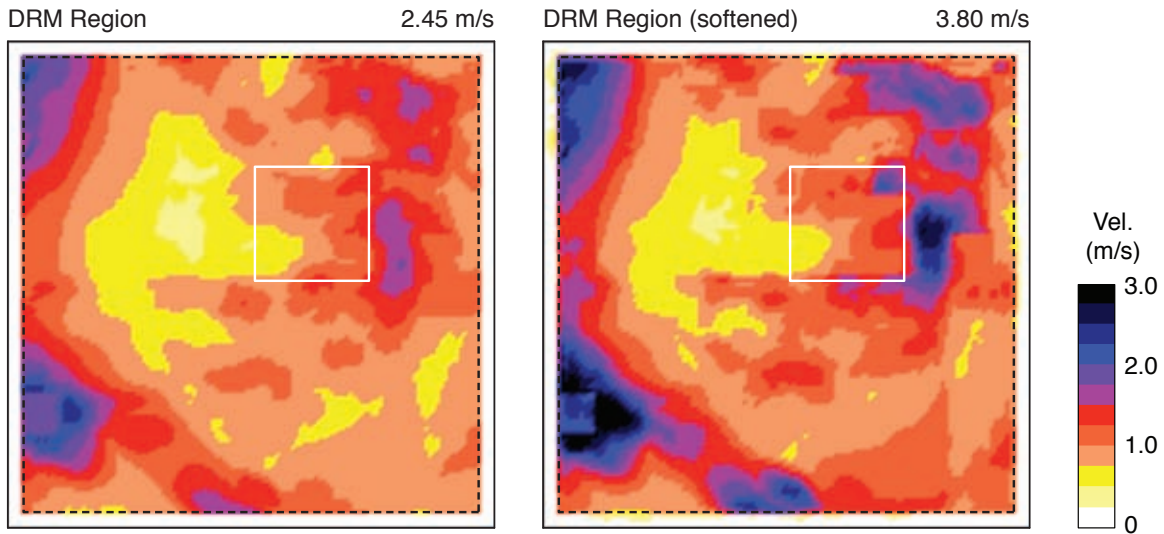 DRM Region 2.45 m/s
DRM Region (softened) 3.80 m/s
Vel.
(m/s)
3.0
2.0
1.0
0